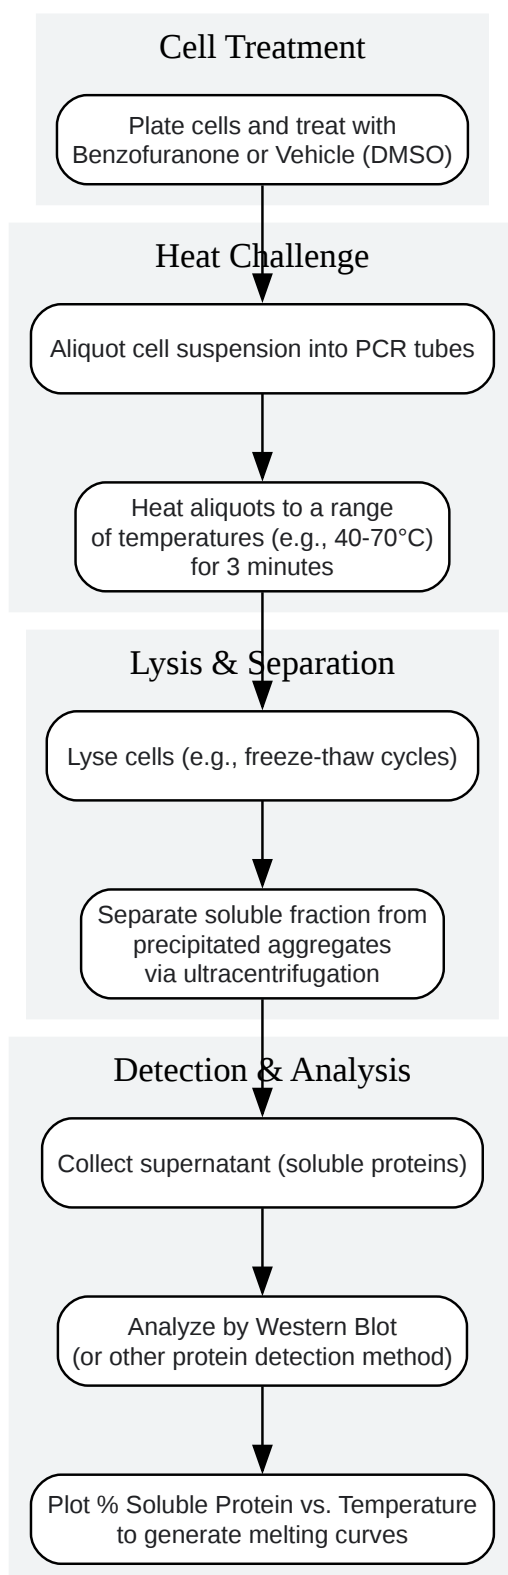 Cell Treatment
Plate cells and treat with
Benzofuranone or Vehicle (DMSO)
Heat Challenge
Aliquot cell suspension into PCR tubes
Heat aliquots to a range
of temperatures (e.g., 40-70°C)
for 3 minutes
Lysis & Separation
Lyse cells (e.g., freeze-thaw cycles)
Separate soluble fraction from
precipitated aggregates
via ultracentrifugation
Detection & Analysis
Collect supernatant (soluble proteins)
Analyze by Western Blot
(or other protein detection method)
Plot % Soluble Protein vs. Temperature
to generate melting curves